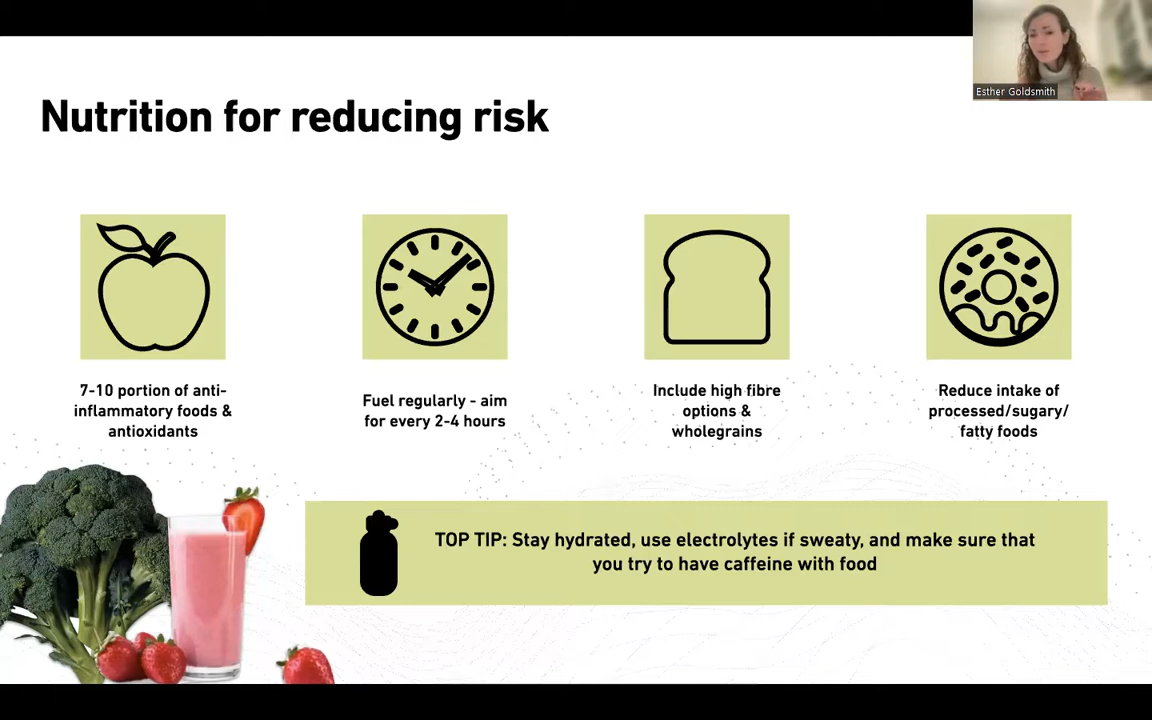 Esther Goldsmith
Nutrition for reducing risk
7-10 portion of anti-
inflammatory foods &
antioxidants
Fuel regularly - aim
for every 2-4 hours
Include high fibre
options &
wholegrains
Reduce intake of
processed/sugary/
fatty foods
TOP TIP: Stay hydrated, use electrolytes if sweaty, and make sure that
you try to have caffeine with food